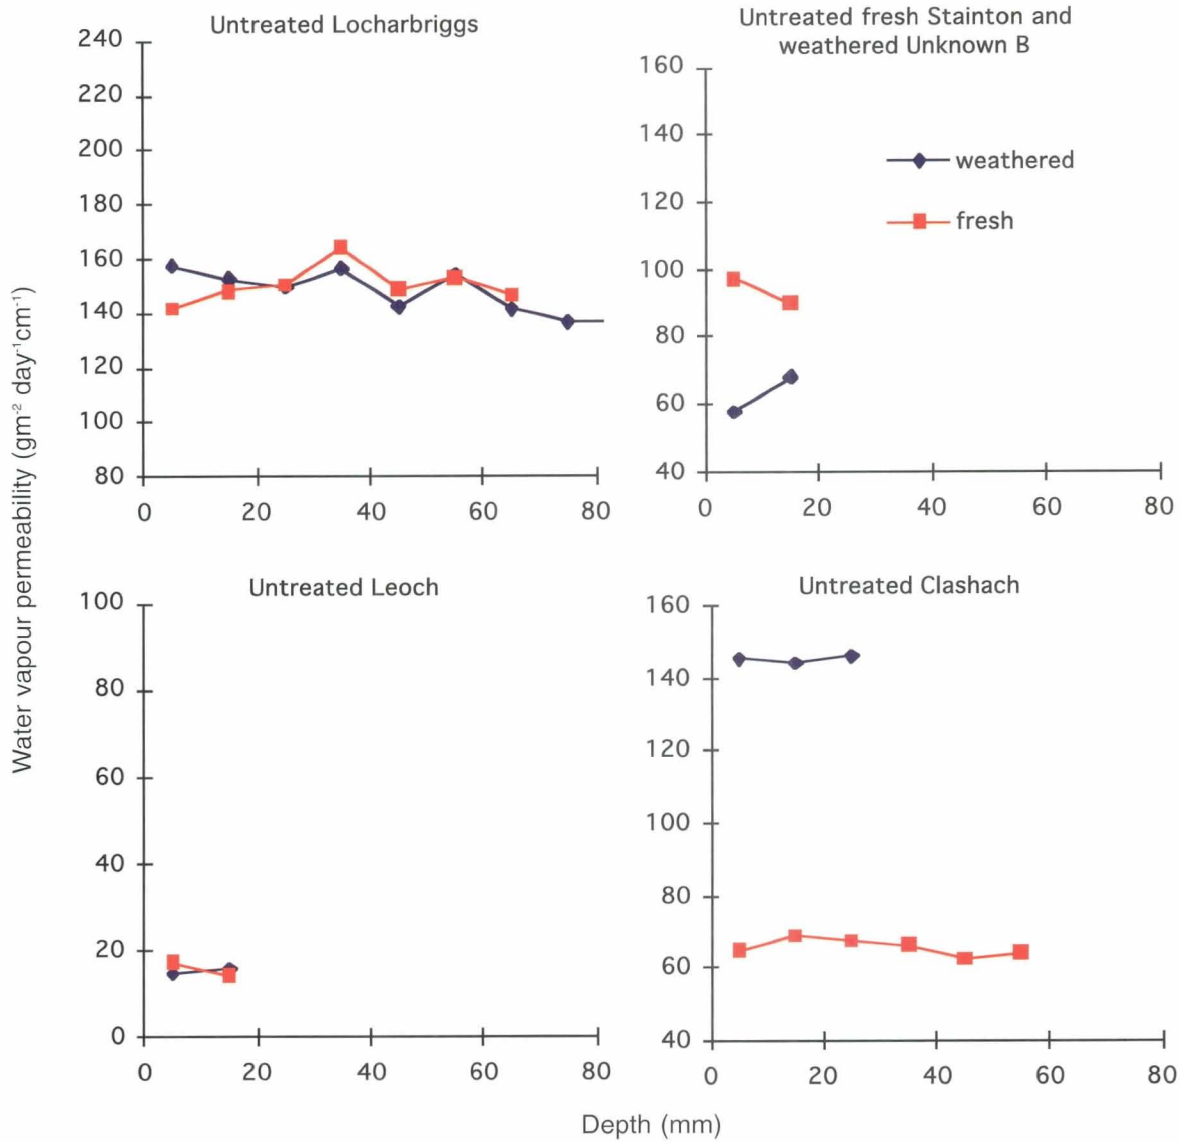 Water vapour permeability (gm⁻² day⁻¹cm⁻¹)
Untreated Locharbriggs
240
220
200
180
160
140
120
100
80
0 20 40 60 80
Untreated fresh Stainton and
weathered Unknown B
160
140
120
100
80
60
40
weathered
fresh
0 20 40 60 80
Untreated Leoch
100
80
60
40
20
0
0 20 40 60 80
Untreated Clashach
160
140
120
100
80
60
40
0 20 40 60 80
Depth (mm)